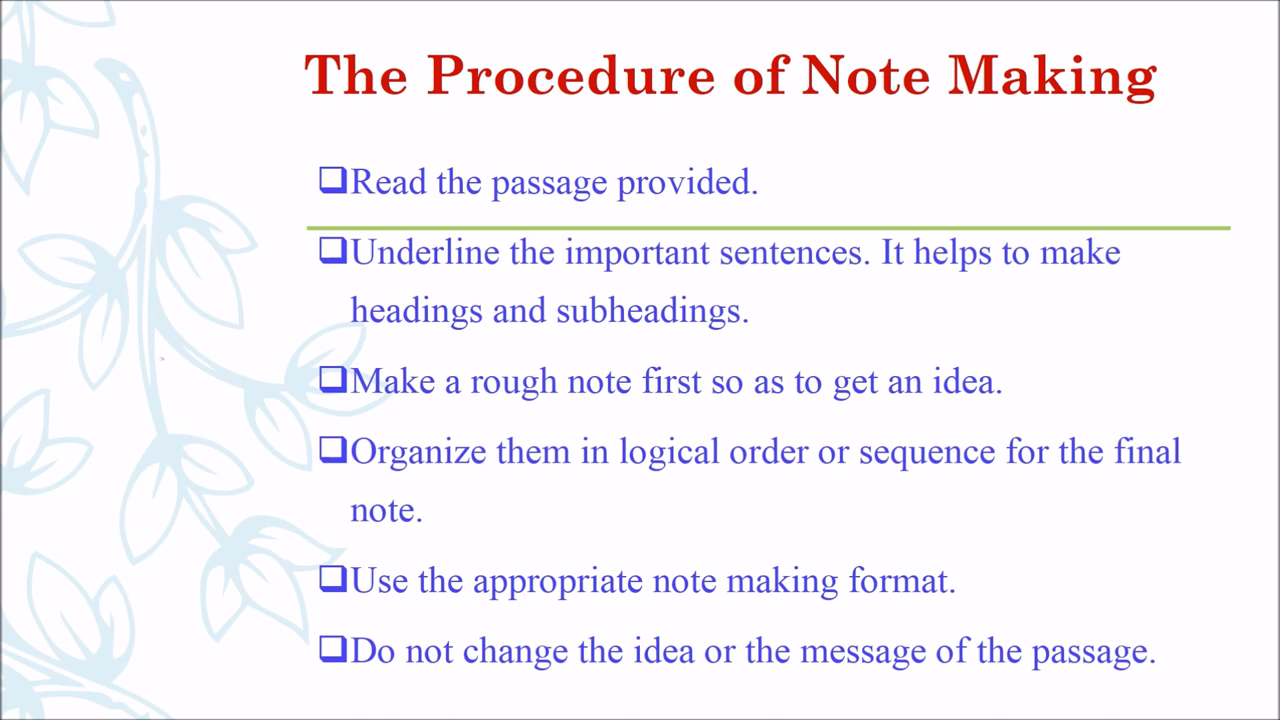 The Procedure of Note Making
❑Read the passage provided.
❑Underline the important sentences. It helps to make
headings and subheadings.
❑Make a rough note first so as to get an idea.
❑Organize them in logical order or sequence for the final
note.
❑Use the appropriate note making format.
❑Do not change the idea or the message of the passage.